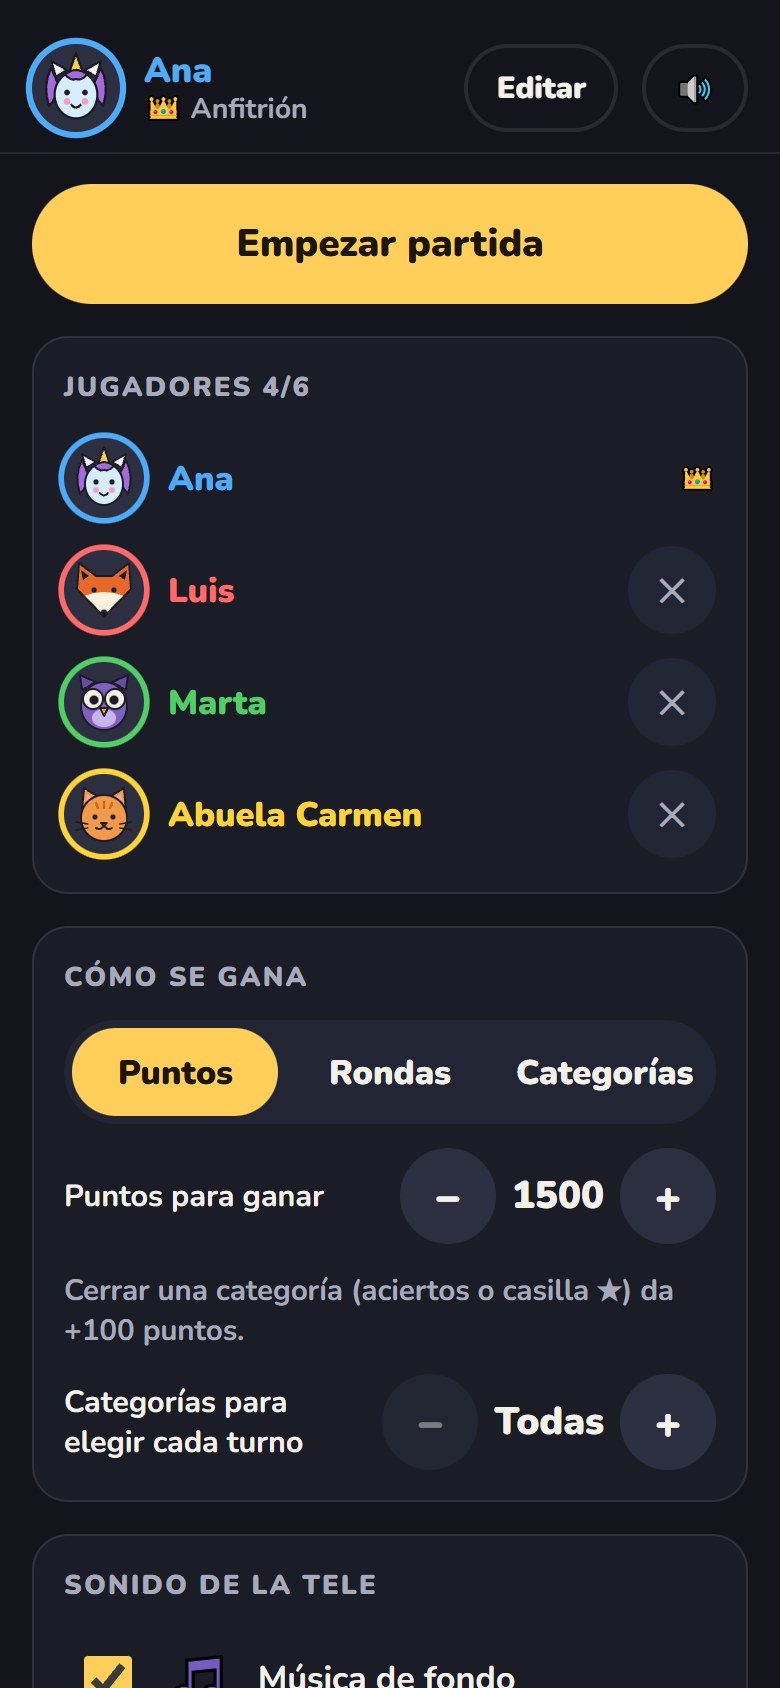 Ana
Anfitrión
Editar
Empezar partida
JUGADORES 4/6
Ana
Luis
Marta
Abuela Carmen
CÓMO SE GANA
Puntos
Rondas
Categorías
Puntos para ganar
− 1500 +
Cerrar una categoría (aciertos o casilla ★) da
+100 puntos.
Categorías para
elegir cada turno
− Todas +
SONIDO DE LA TELE
Música de fondo